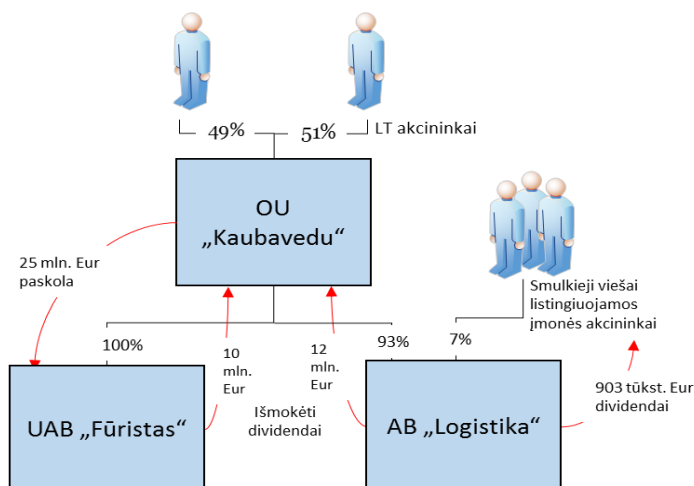 49%
51%
LT akcininkai
OU
„Kaubavedu“
25 mln. Eur
paskola
Smulkieji viešai
listingiuojamos
įmonės akcininkai
100%
10
mln.
Eur
12
mln.
Eur
93%
7%
Išmokėti
dividendai
903 tūkst. Eur
dividendai
UAB „Fūristas“
AB „Logistika“